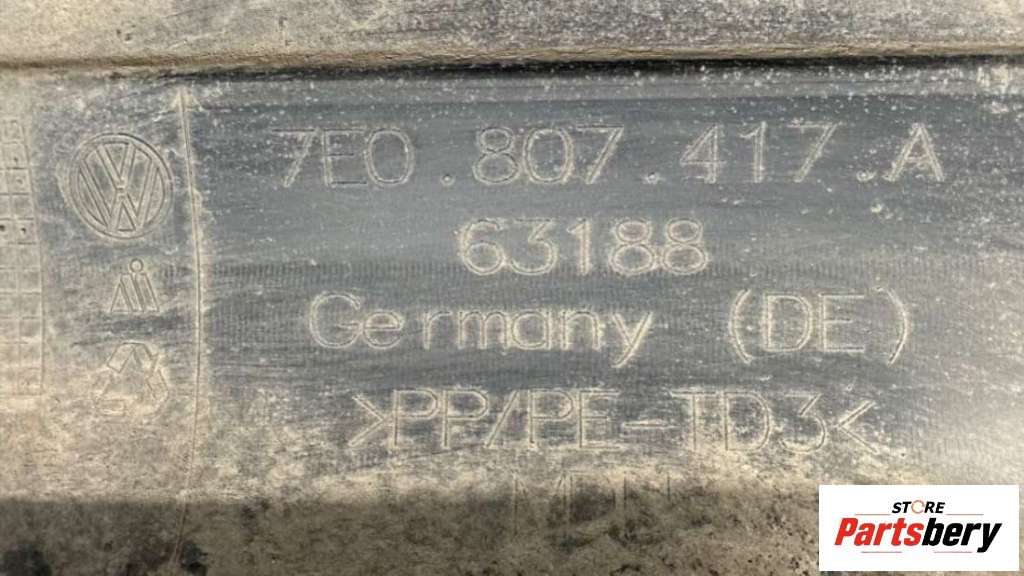 7E0.807.417.A
63188
Germany (DE)
>PP/PE-TD3<
STORE
Partsbery